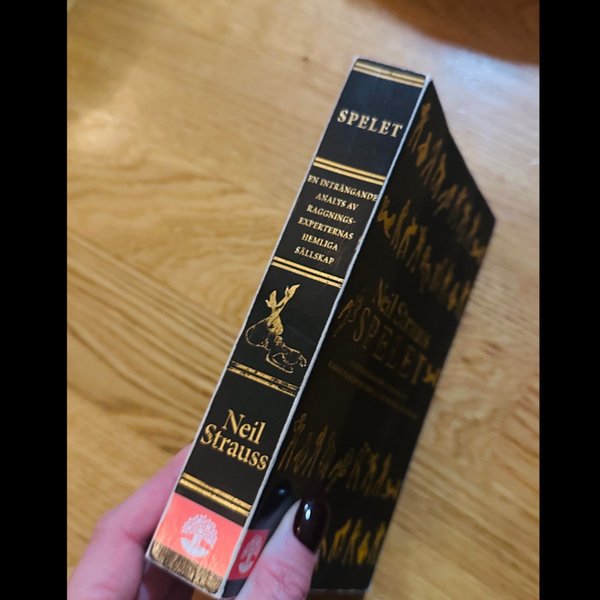 SPELET
EN INTRÄNGANDE
ANALYS AV
RAGGNINGS-
EXPERTERNAS
HEMLIGA
SÄLLSKAP
Neil
Strauss
Neil Strauss
SPELET